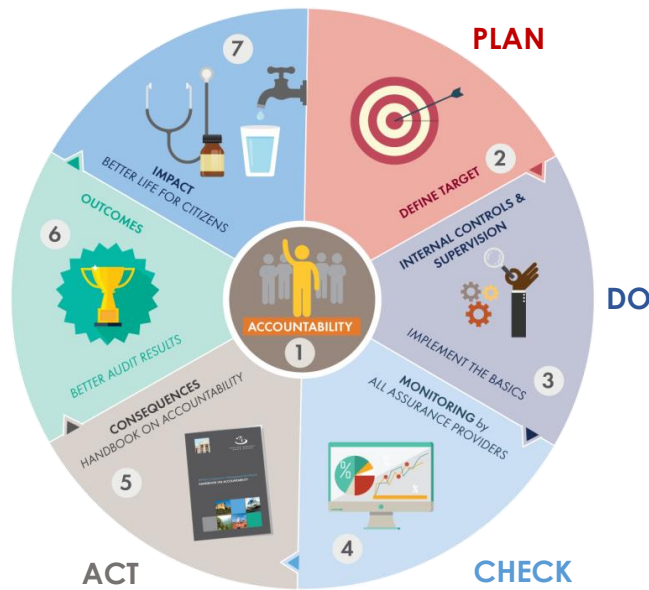 PLAN
2
DEFINE TARGET
INTERNAL CONTROLS &
SUPERVISION
DO
IMPLEMENT THE BASICS
3
MONITORING by
ALL ASSURANCE PROVIDERS
%
4
CHECK
CONSEQUENCES
HANDBOOK ON ACCOUNTABILITY
HANDBOOK ON ACCOUNTABILITY
5
ACT
OUTCOMES
6
BETTER AUDIT RESULTS
7
IMPACT
BETTER LIFE FOR CITIZENS
ACCOUNTABILITY
1